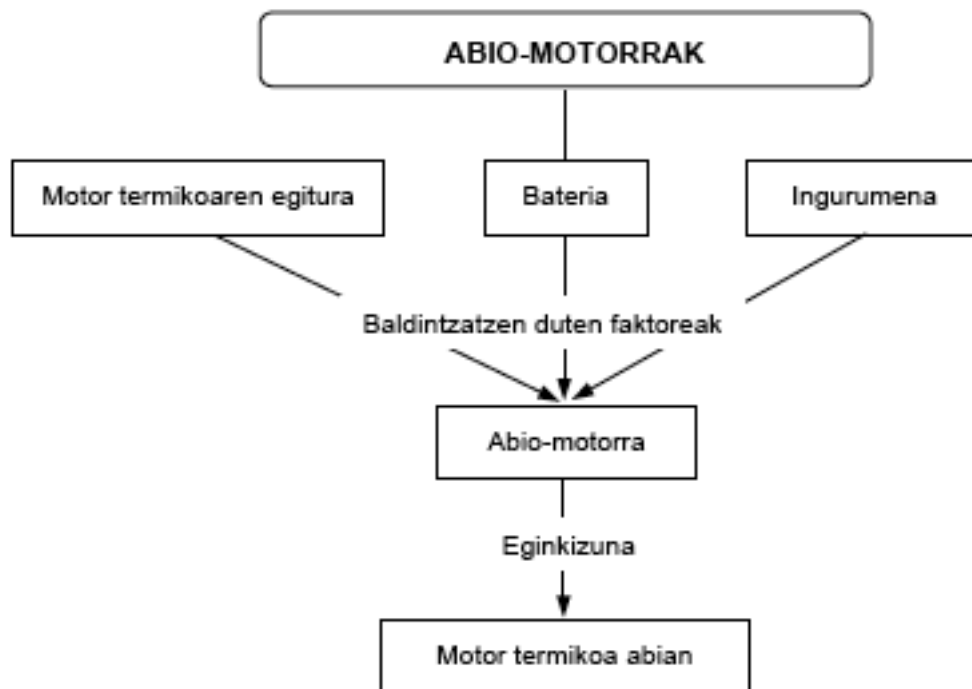 ABIO-MOTORRAK
Motor termikoaren egitura
Bateria
Ingurumena
Baldintzatzen duten faktoreak
Abio-motorra
Eginkizuna
Motor termikoa abian